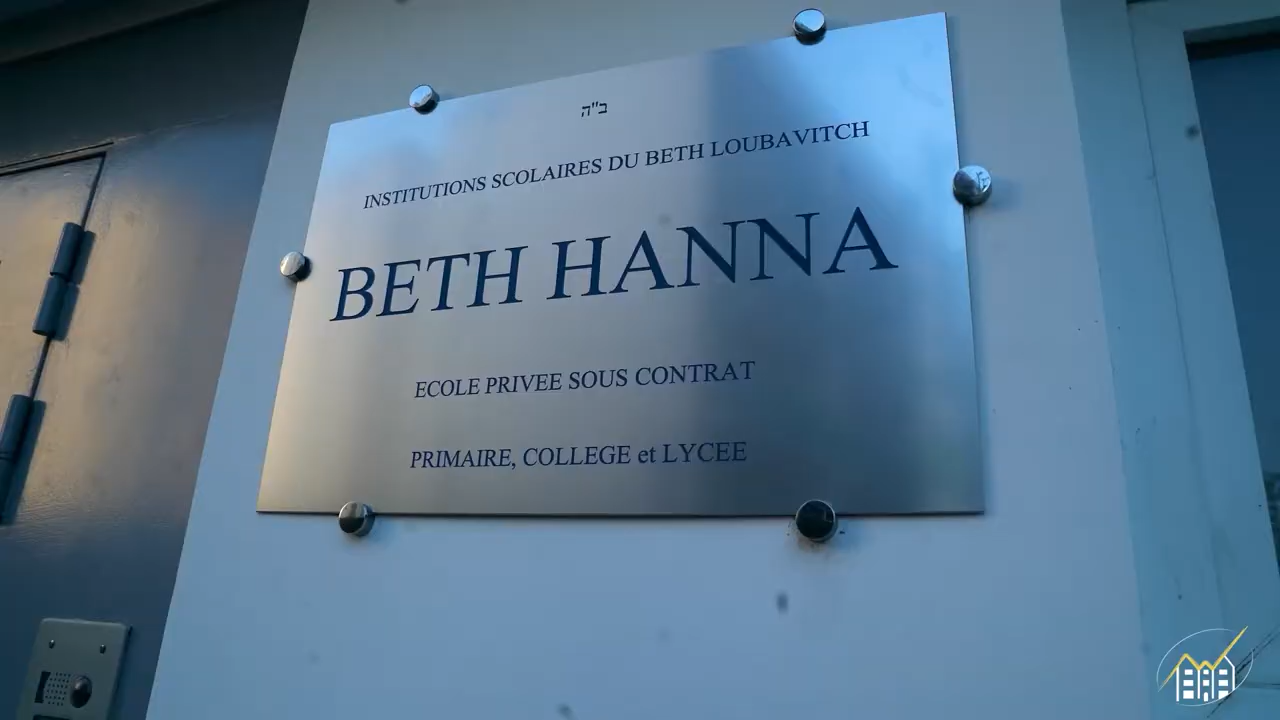 ב"ה
INSTITUTIONS SCOLAIRES DU BETH LOUBAVITCH
BETH HANNA
ECOLE PRIVEE SOUS CONTRAT
PRIMAIRE, COLLEGE et LYCEE